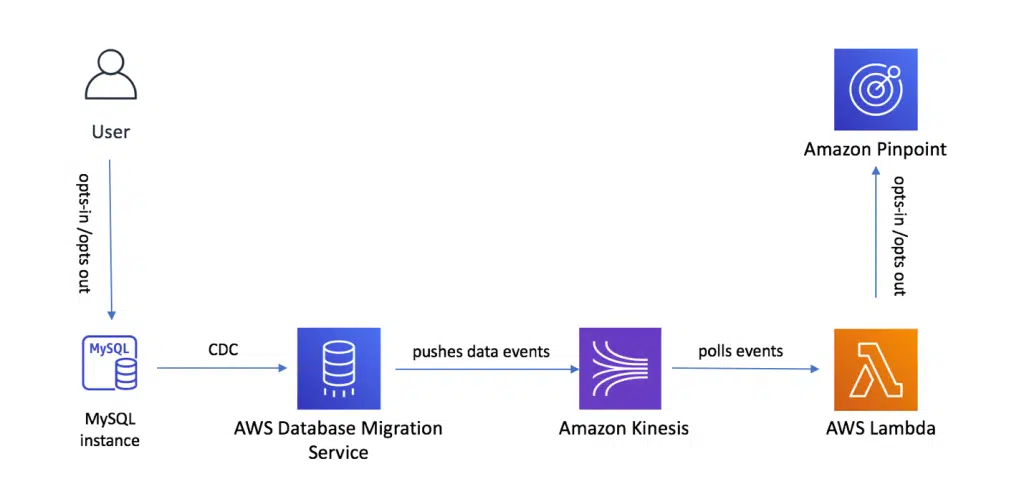 User
Amazon Pinpoint
opts-in /opts out
opts-in /opts out
MySQL
CDC
pushes data events
polls events
MySQL
instance
AWS Database Migration
Service
Amazon Kinesis
AWS Lambda